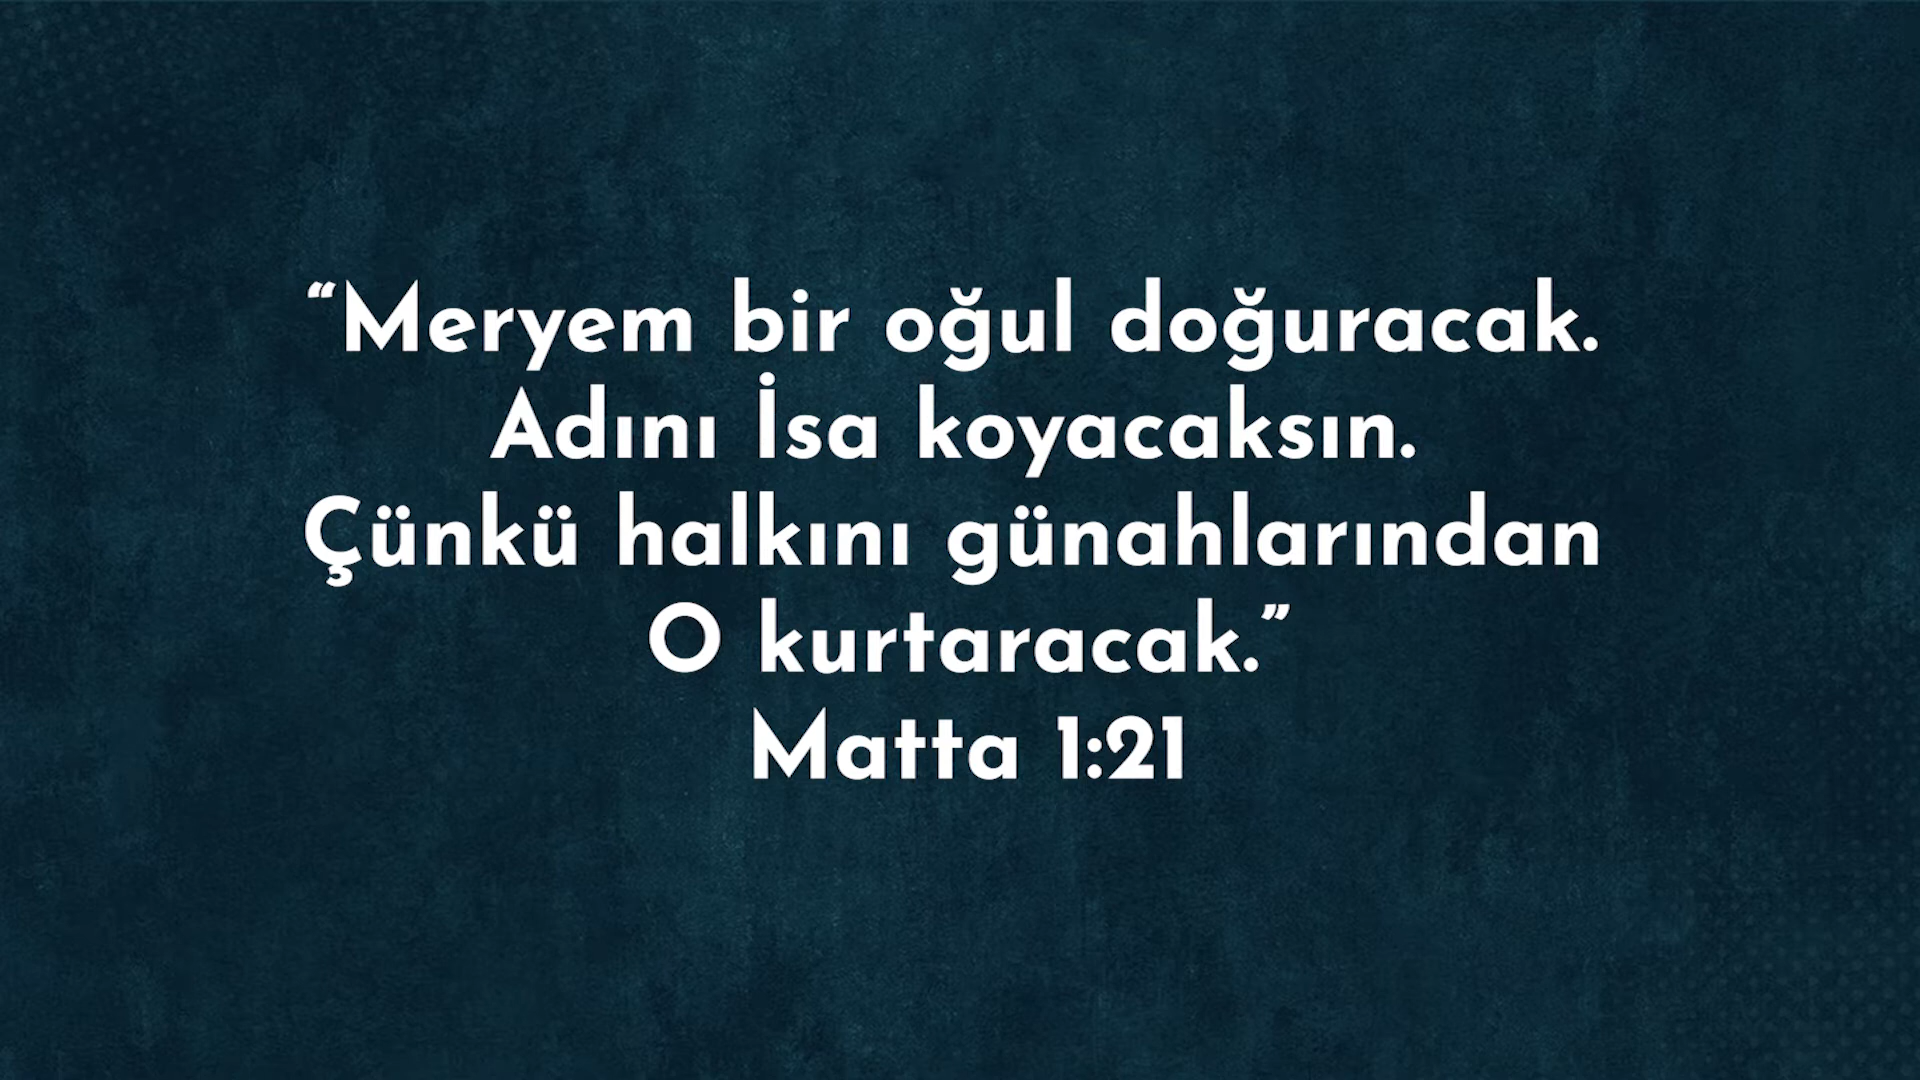 “Meryem bir oğul doğuracak.
Adını İsa koyacaksın.
Çünkü halkını günahlarından
O kurtaracak.”
Matta 1:21